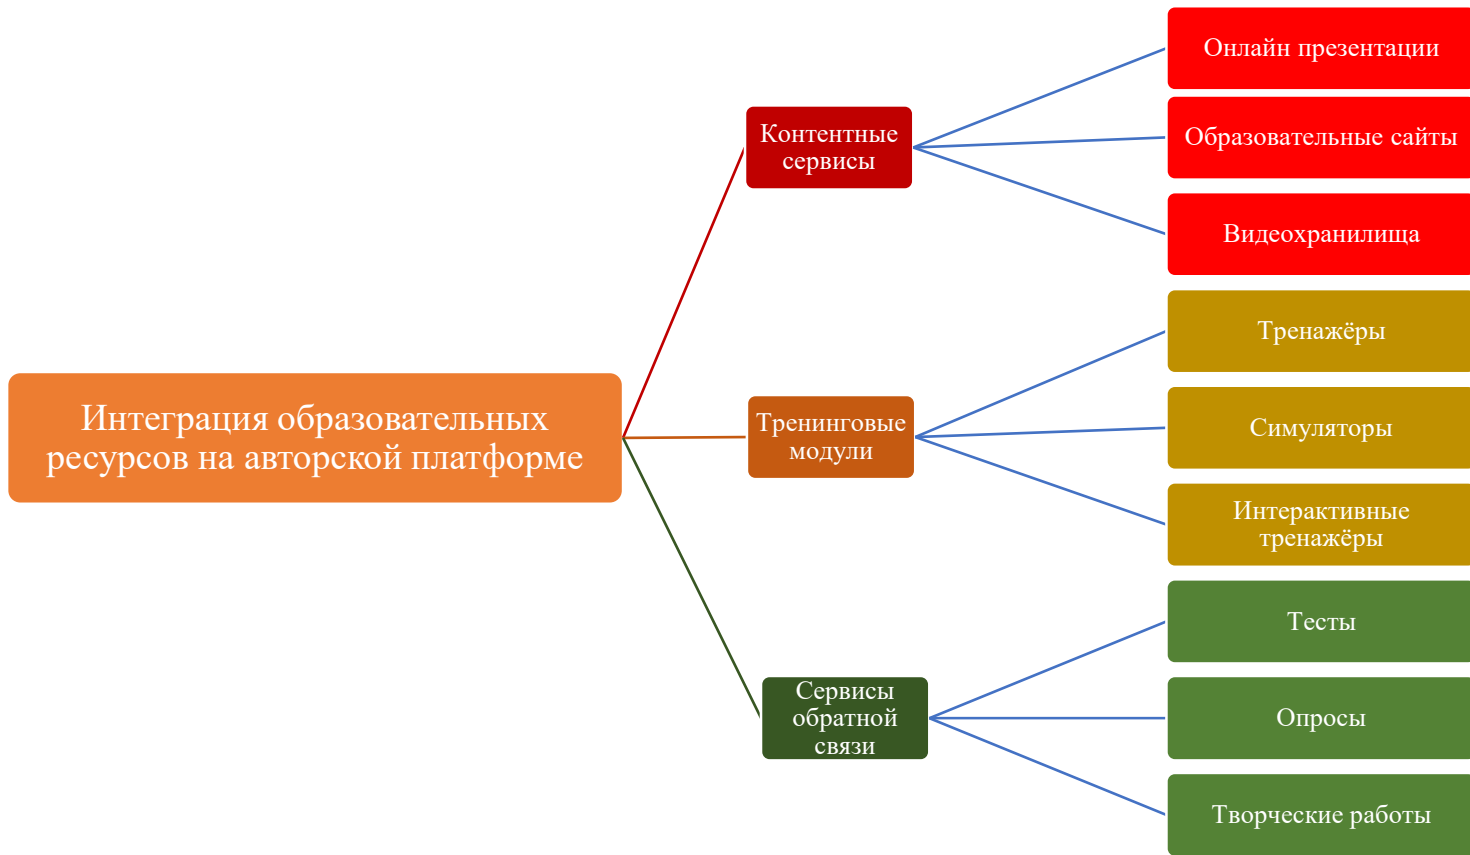 Интеграция образовательных
ресурсов на авторской платформе
Контентные
сервисы
Онлайн презентации
Образовательные сайты
Видеохранилища
Тренинговые
модули
Тренажёры
Симуляторы
Интерактивные
тренажёры
Сервисы
обратной
связи
Тесты
Опросы
Творческие работы